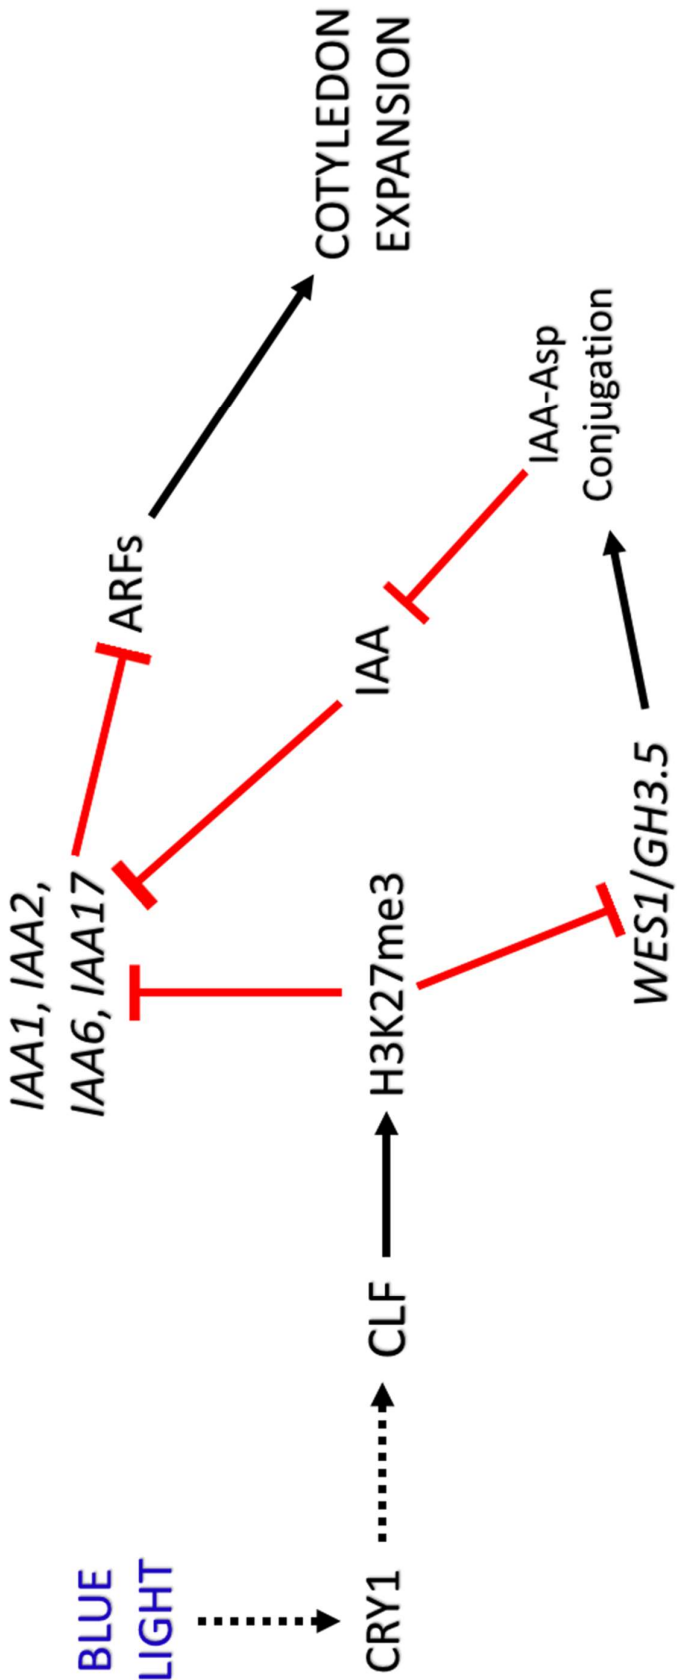 BLUE
LIGHT
CRY1
CLF
H3K27me3
IAA1, IAA2,
IAA6, IAA17
ARFs
COTYLEDON
EXPANSION
IAA
IAA-Asp
Conjugation
WES1/GH3.5